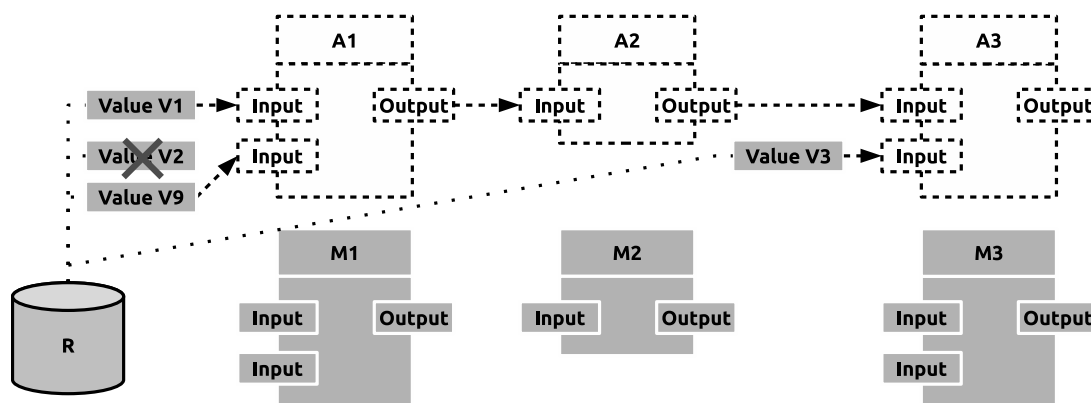 A1
A2
A3
Value V1
Input
Output
Input
Output
Input
Output
Value V2
Input
Value V3
Input
Value V9
M1
M2
M3
Input
Output
Input
Output
Input
Output
R
Input
Input